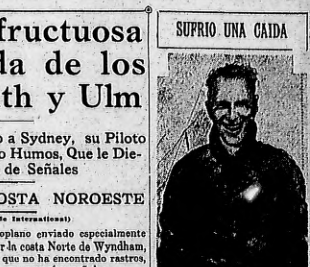 fructuosa
da de los
th y Ulm
o a Sydney, su Piloto
o Humos, Que le Die-
de Señales
OSTA NOROESTE
International)
oplano enviado especialmente
r la costa Norte de Wyndham,
que no ha encontrado rastros,
SUFRIO UNA CAIDA